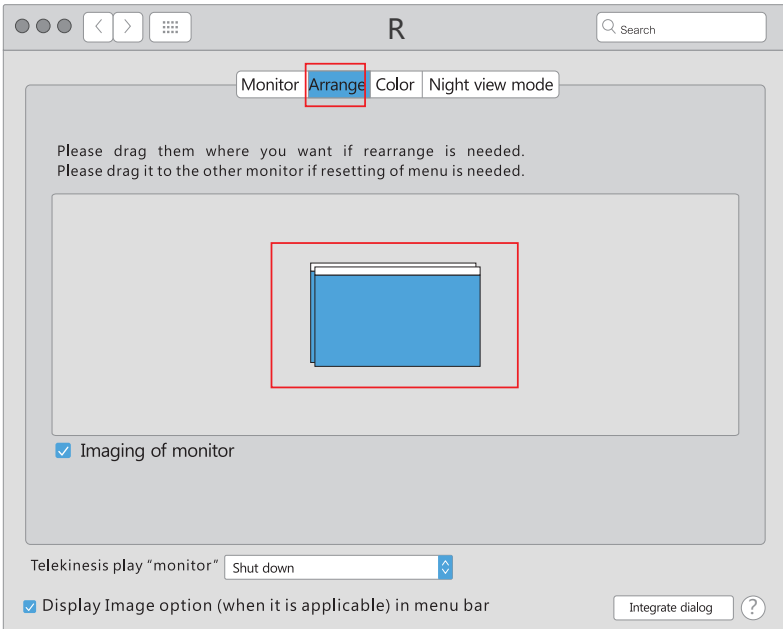 R
Search
Monitor Arrange Color Night view mode
Please drag them where you want if rearrange is needed.
Please drag it to the other monitor if resetting of menu is needed.
Imaging of monitor
Telekinesis play “monitor” Shut down
Display Image option (when it is applicable) in menu bar
Integrate dialog ?